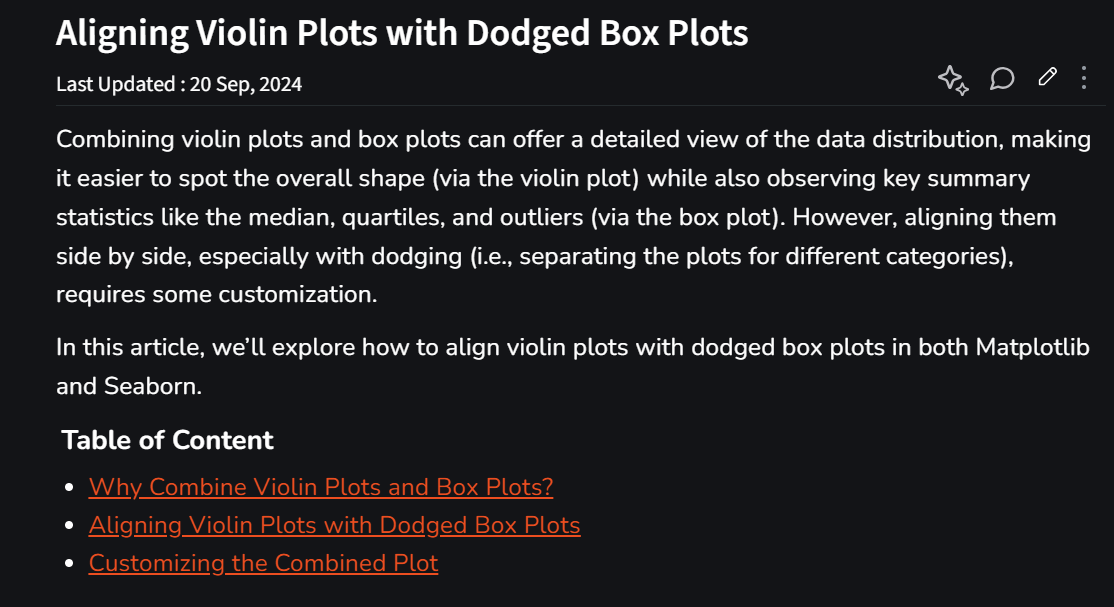 Aligning Violin Plots with Dodged Box Plots
Last Updated : 20 Sep, 2024
Combining violin plots and box plots can offer a detailed view of the data distribution, making
it easier to spot the overall shape (via the violin plot) while also observing key summary
statistics like the median, quartiles, and outliers (via the box plot). However, aligning them
side by side, especially with dodging (i.e., separating the plots for different categories),
requires some customization.
In this article, we’ll explore how to align violin plots with dodged box plots in both Matplotlib
and Seaborn.
Table of Content
Why Combine Violin Plots and Box Plots?
Aligning Violin Plots with Dodged Box Plots
Customizing the Combined Plot